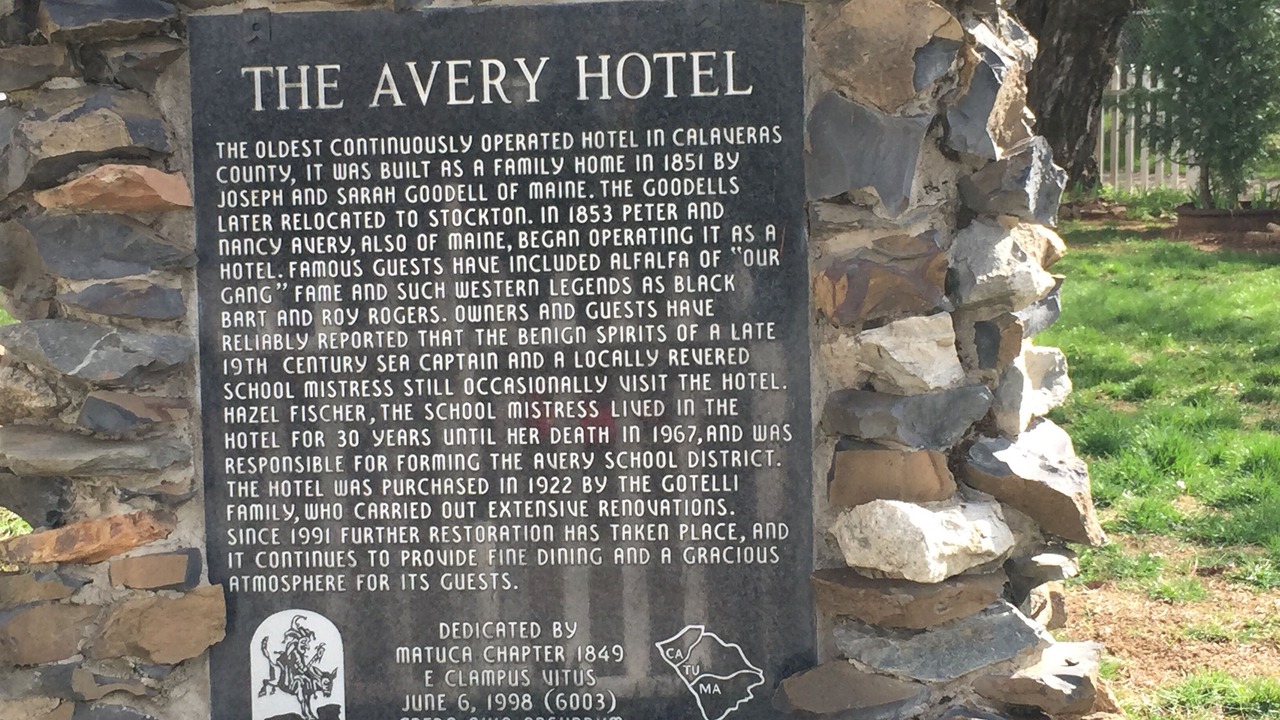 THE AVERY HOTEL
THE OLDEST CONTINUOUSLY OPERATED HOTEL IN CALAVERAS
COUNTY, IT WAS BUILT AS A FAMILY HOME IN 1851 BY
JOSEPH AND SARAH GOODELL OF MAINE. THE GOODELLS
LATER RELOCATED TO STOCKTON. IN 1853 PETER AND
NANCY AVERY, ALSO OF MAINE, BEGAN OPERATING IT AS A
HOTEL. FAMOUS GUESTS HAVE INCLUDED ALFALFA OF "OUR
GANG" FAME AND SUCH WESTERN LEGENDS AS BLACK
BART AND ROY ROGERS. OWNERS AND GUESTS HAVE
RELIABLY REPORTED THAT THE BENIGN SPIRITS OF A LATE
19TH CENTURY SEA CAPTAIN AND A LOCALLY REVERED
SCHOOL MISTRESS STILL OCCASIONALLY VISIT THE HOTEL.
HAZEL FISCHER, THE SCHOOL MISTRESS LIVED IN THE
HOTEL FOR 30 YEARS UNTIL HER DEATH IN 1967, AND WAS
RESPONSIBLE FOR FORMING THE AVERY SCHOOL DISTRICT.
THE HOTEL WAS PURCHASED IN 1922 BY THE GOTELLI
FAMILY, WHO CARRIED OUT EXTENSIVE RENOVATIONS.
SINCE 1991 FURTHER RESTORATION HAS TAKEN PLACE, AND
IT CONTINUES TO PROVIDE FINE DINING AND A GRACIOUS
ATMOSPHERE FOR ITS GUESTS.
DEDICATED BY
MATUCA CHAPTER 1849
E CLAMPUS VITUS
JUNE 6, 1998 (6003)
CA
TU
MA